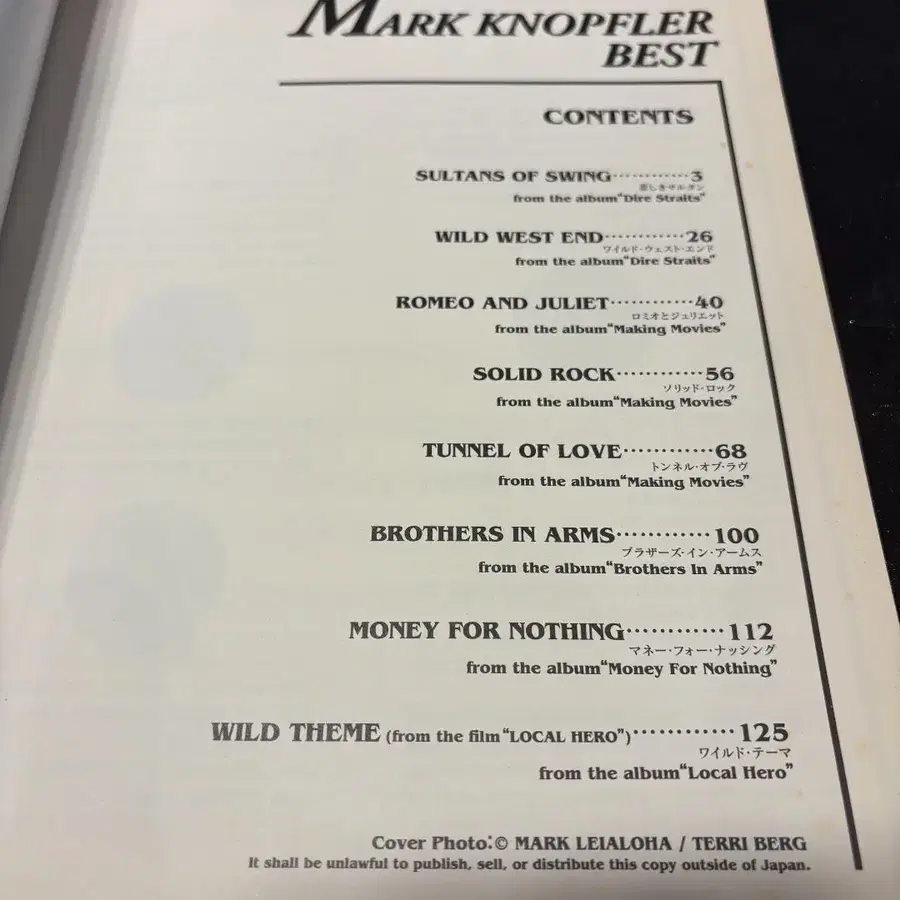 MARK KNOPFLER
BEST
CONTENTS
SULTANS OF SWING············3
悲しきサルタン
from the album"Dire Straits"
WILD WEST END············26
ワイルド・ウェスト・エンド
from the album"Dire Straits"
ROMEO AND JULIET············40
ロミオとジュリエット
from the album"Making Movies"
SOLID ROCK············56
ソリッド・ロック
from the album"Making Movies"
TUNNEL OF LOVE············68
トンネル・オブ・ラヴ
from the album"Making Movies"
BROTHERS IN ARMS············100
ブラザーズ・イン・アームス
from the album"Brothers In Arms"
MONEY FOR NOTHING············112
マネー・フォー・ナッシング
from the album"Money For Nothing"
WILD THEME (from the film "LOCAL HERO")············125
ワイルド・テーマ
from the album"Local Hero"
Cover Photo:© MARK LEIALOHA / TERRI BERG
It shall be unlawful to publish, sell, or distribute this copy outside of Japan.